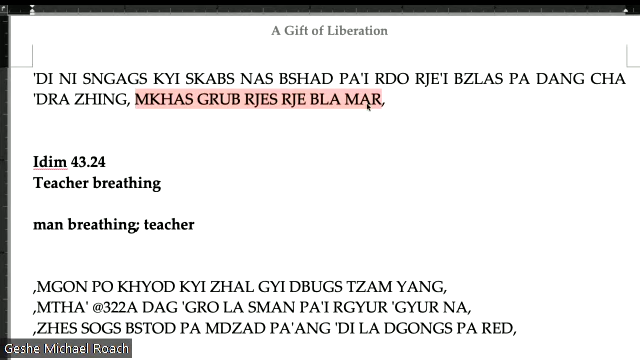 A Gift of Liberation
'DI NI SNGAGS KYI SKABS NAS BSHAD PA'I RDO RJE'I BZLAS PA DANG CHA
'DRA ZHING, MKHAS GRUB RJES RJE BLA MAR,
Idim 43.24
Teacher breathing
man breathing; teacher
,MGON PO KHYOD KYI ZHAL GYI DBUGS TZAM YANG,
,MTHA' @322A DAG 'GRO LA SMAN PA'I RGYUR 'GYUR NA,
,ZHES SOGS BSTOD PA MDZAD PA'ANG 'DI LA DGONGS PA RED,
Geshe Michael Roach